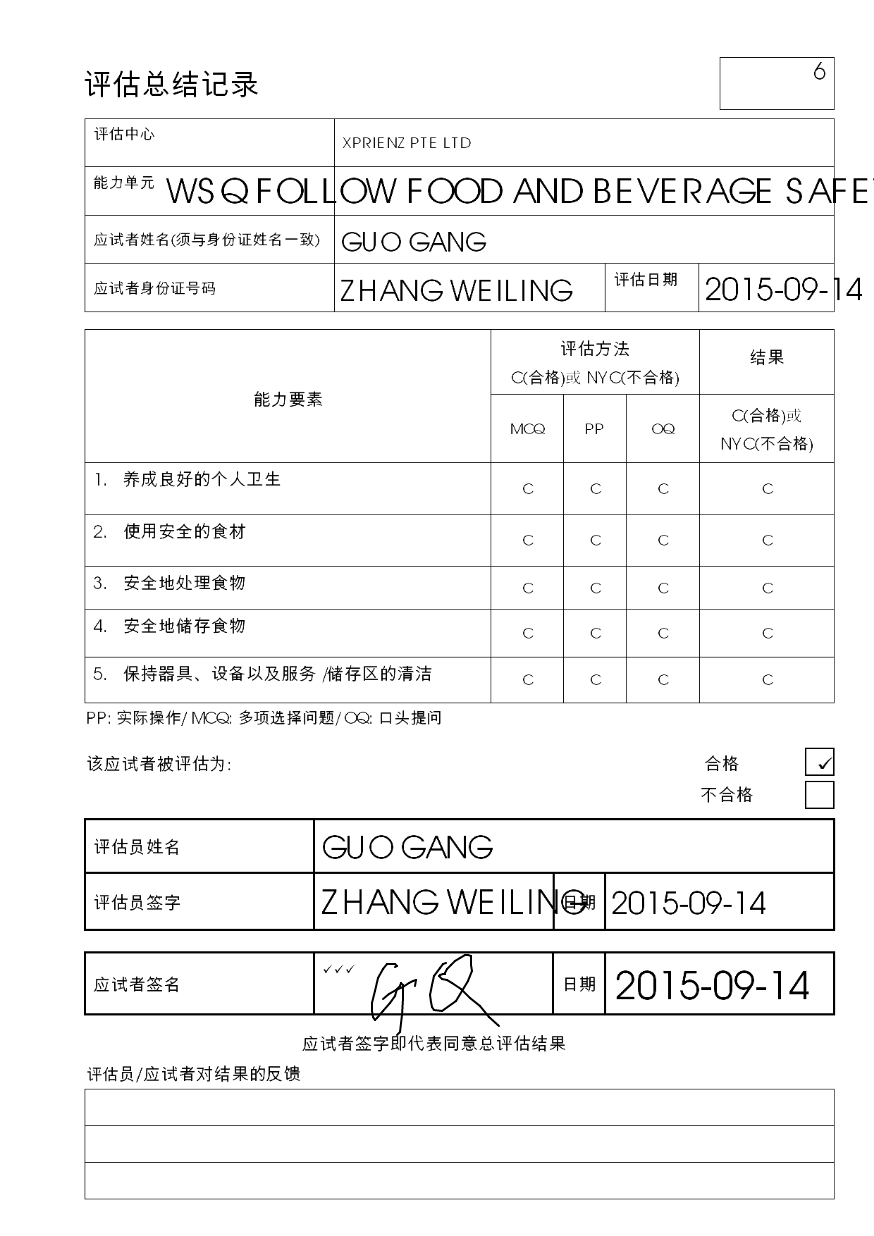 评估总结记录
6
评估中心 XPRIENZ PTE LTD
能力单元 WSQ FOLLOW FOOD AND BEVERAGE SAFE
应试者姓名(须与身份证姓名一致) GUO GANG
应试者身份证号码 ZHANG WEILING 评估日期 2015-09-14
能力要素 评估方法 结果
C(合格)或 NYC(不合格)
MCQ PP OQ C(合格)或
NYC(不合格)
1. 养成良好的个人卫生 C C C C
2. 使用安全的食材 C C C C
3. 安全地处理食物 C C C C
4. 安全地储存食物 C C C C
5. 保持器具、设备以及服务 /储存区的清洁 C C C C
PP: 实际操作/ MCQ: 多项选择问题/ OQ: 口头提问
该应试者被评估为: 合格 ✓
不合格
评估员姓名 GUO GANG
评估员签字 ZHANG WEILING 日期 2015-09-14
应试者签名 ✓✓✓ GQ 日期 2015-09-14
应试者签字即代表同意总评估结果
评估员/应试者对结果的反馈